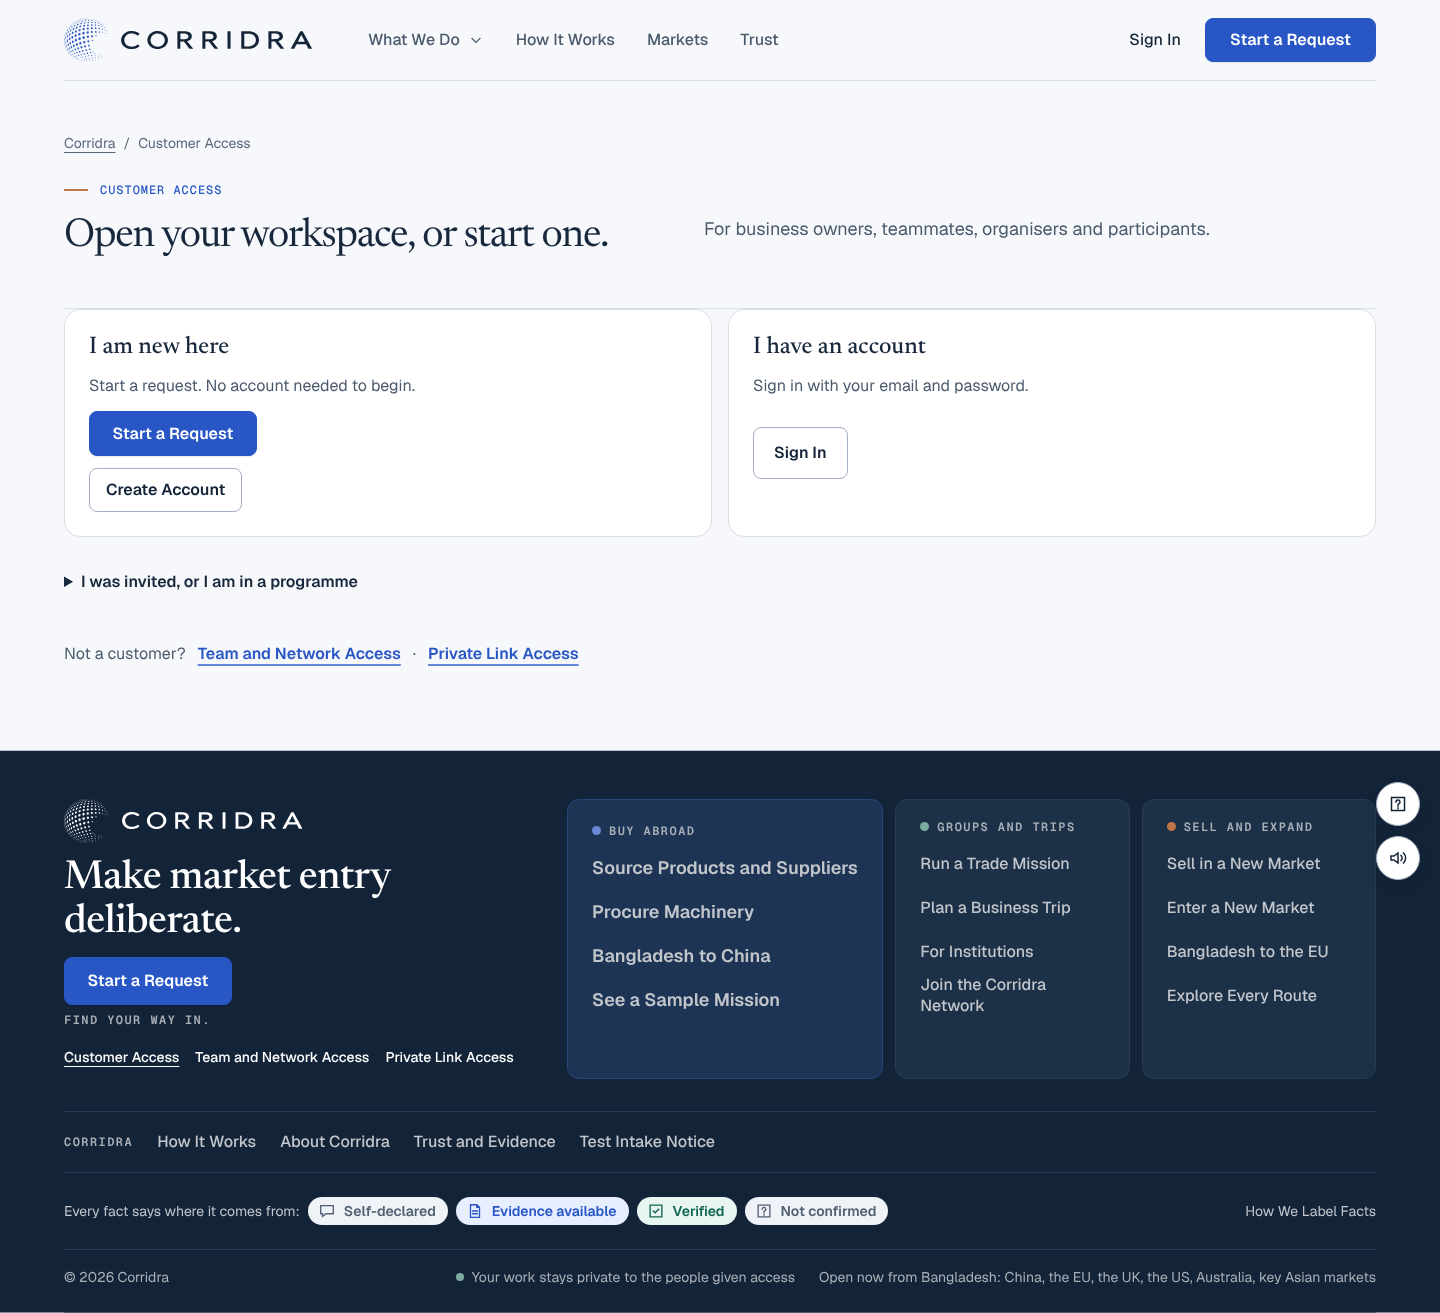 CORRIDRA
What We Do
How It Works
Markets
Trust
Sign In
Start a Request
Corridra / Customer Access
CUSTOMER ACCESS
Open your workspace, or start one.
For business owners, teammates, organisers and participants.
I am new here
Start a request. No account needed to begin.
Start a Request
Create Account
I have an account
Sign in with your email and password.
Sign In
I was invited, or I am in a programme
Not a customer? Team and Network Access · Private Link Access
CORRIDRA
Make market entry
deliberate.
Start a Request
FIND YOUR WAY IN.
Customer Access
Team and Network Access
Private Link Access
BUY ABROAD
Source Products and Suppliers
Procure Machinery
Bangladesh to China
See a Sample Mission
GROUPS AND TRIPS
Run a Trade Mission
Plan a Business Trip
For Institutions
Join the Corridra
Network
SELL AND EXPAND
Sell in a New Market
Enter a New Market
Bangladesh to the EU
Explore Every Route
CORRIDRA
How It Works
About Corridra
Trust and Evidence
Test Intake Notice
Every fact says where it comes from:
Self-declared
Evidence available
Verified
Not confirmed
How We Label Facts
© 2026 Corridra
Your work stays private to the people given access
Open now from Bangladesh: China, the EU, the UK, the US, Australia, key Asian markets